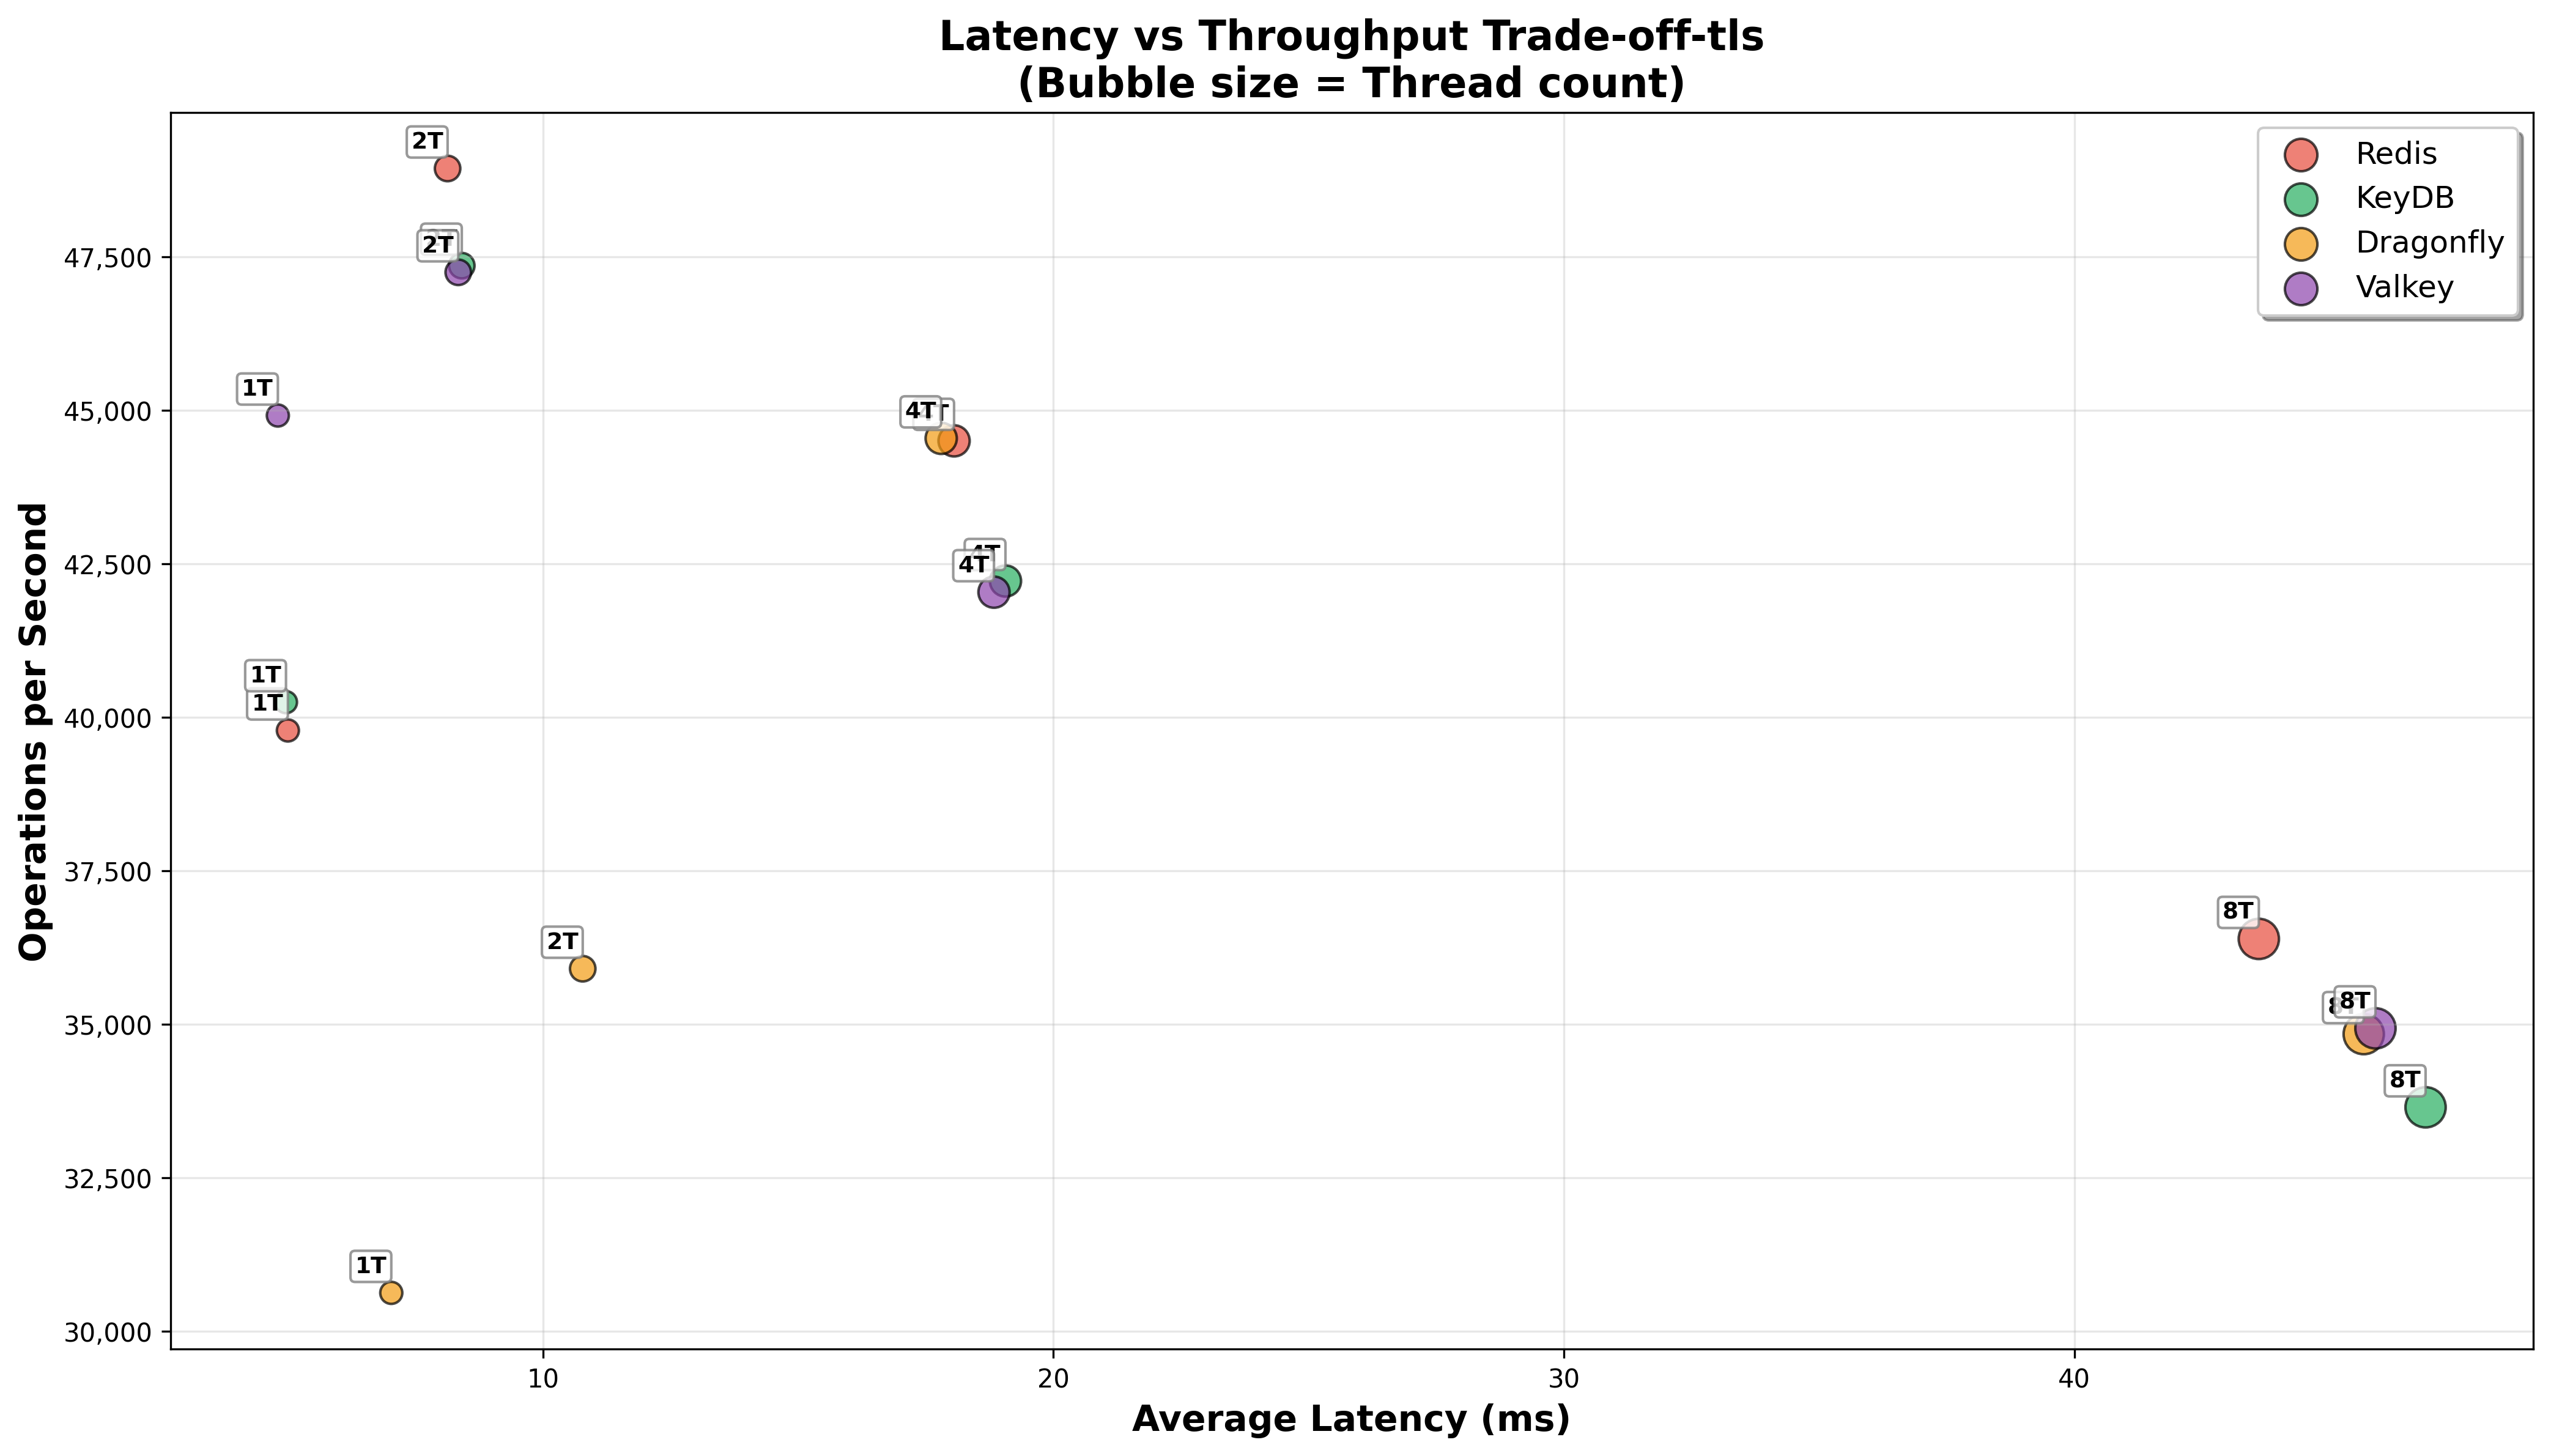 Latency vs Throughput Trade-off-tls
(Bubble size = Thread count)
Redis
KeyDB
Dragonfly
Valkey
2T
2T
1T
4T
4T
4T
1T
1T
2T
8T
8T
8T
1T
47,500
45,000
42,500
40,000
37,500
35,000
32,500
30,000
Operations per Second
10
20
30
40
Average Latency (ms)